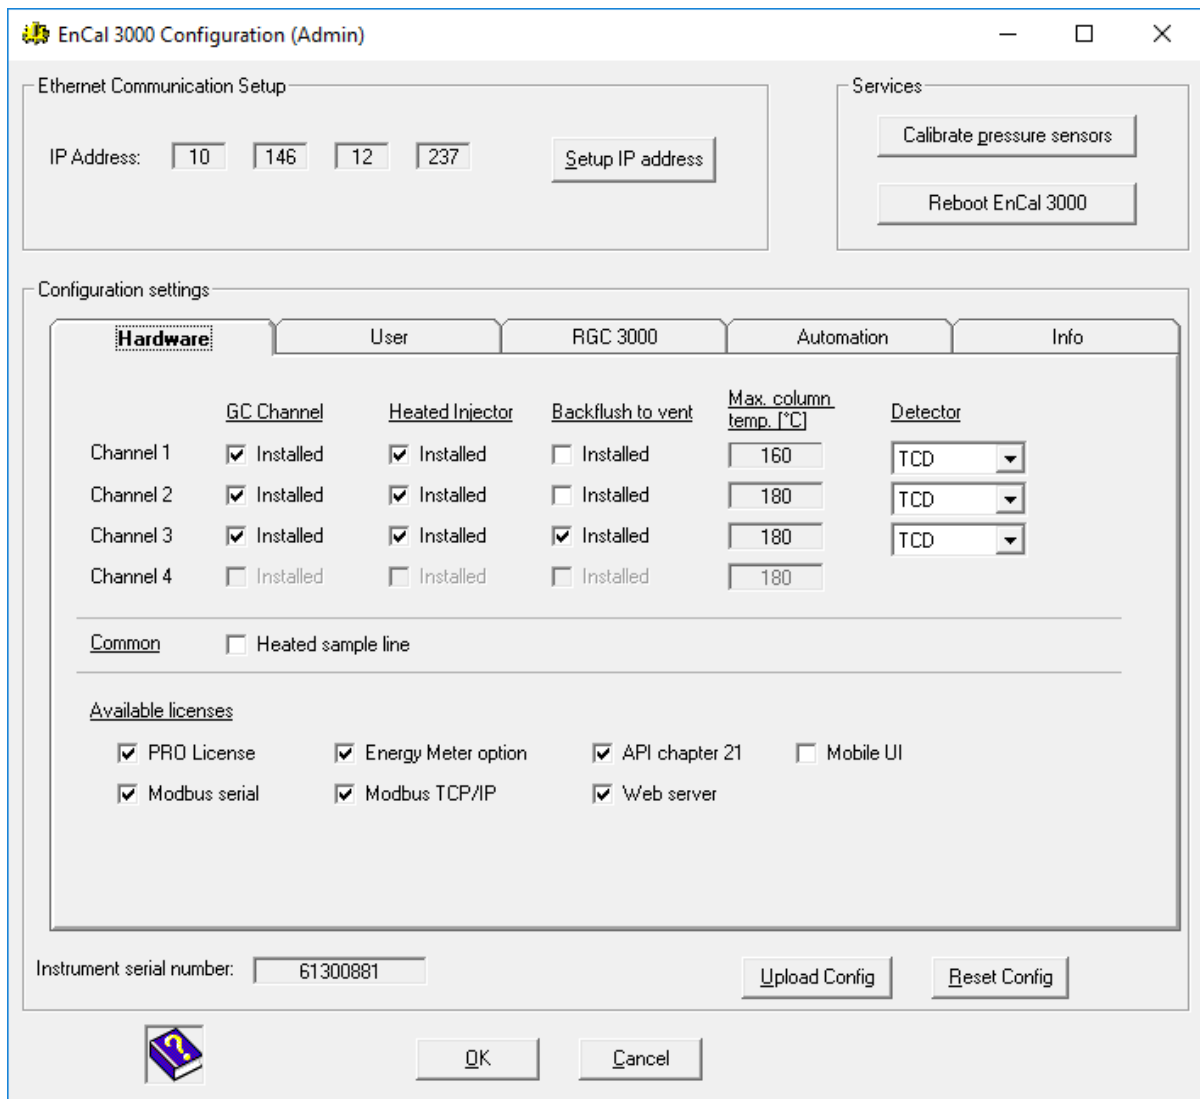 EnCal 3000 Configuration (Admin)
Ethernet Communication Setup
IP Address: 10 146 12 237 Setup IP address
Services
Calibrate pressure sensors
Reboot EnCal 3000
Configuration settings
Hardware User RGC 3000 Automation Info
GC Channel Heated Injector Backflush to vent Max. column temp. [°C] Detector
Channel 1 Installed Installed Installed 160 TCD
Channel 2 Installed Installed Installed 180 TCD
Channel 3 Installed Installed Installed 180 TCD
Channel 4 Installed Installed Installed 180
Common Heated sample line
Available licenses
PRO License Energy Meter option API chapter 21 Mobile UI
Modbus serial Modbus TCP/IP Web server
Instrument serial number: 61300881 Upload Config Reset Config
? OK Cancel